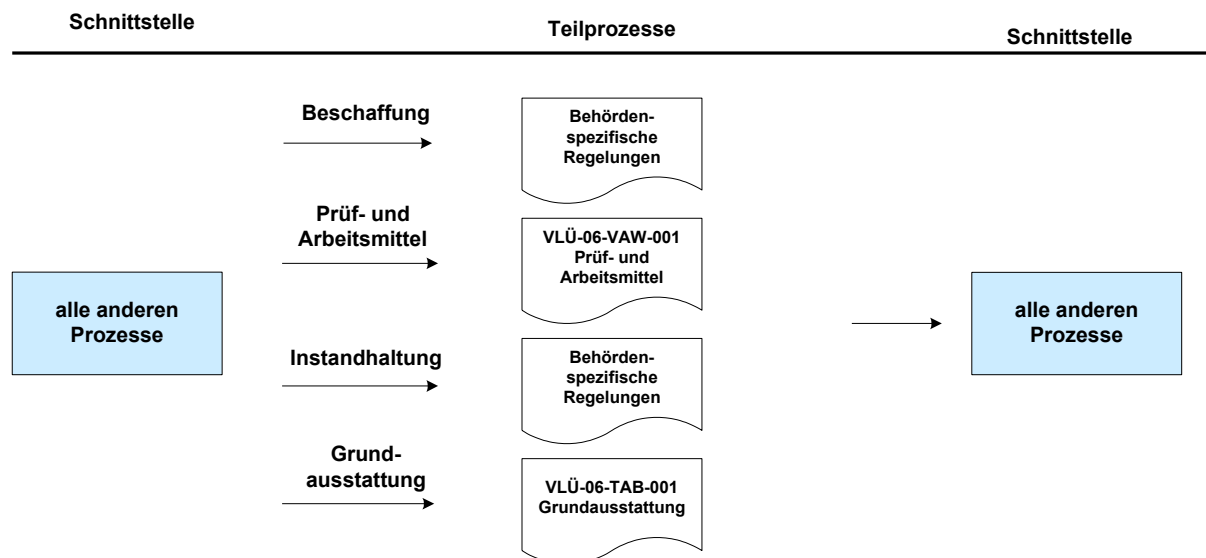 Schnittstelle
Teilprozesse
Schnittstelle
Beschaffung
Behörden-
spezifische
Regelungen
Prüf- und
Arbeitsmittel
VLÜ-06-VAW-001
Prüf- und
Arbeitsmittel
alle anderen
Prozesse
alle anderen
Prozesse
Instandhaltung
Behörden-
spezifische
Regelungen
Grund-
ausstattung
VLÜ-06-TAB-001
Grundausstattung